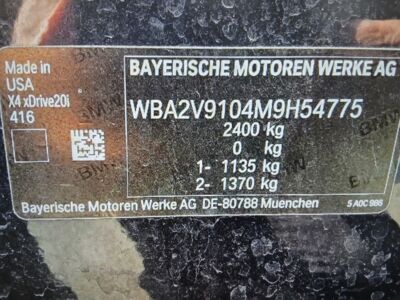 Made in
USA
X4 xDrive20i
416
BAYERISCHE MOTOREN WERKE AG
WBA2V9104M9H54775
2400 kg
0 kg
1- 1135 kg
2- 1370 kg
Bayerische Motoren Werke AG DE-80788 Muenchen
5 A0C 986